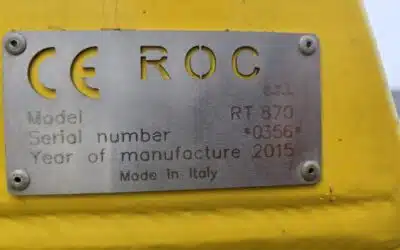 CE ROC
s.r.l.
Model RT 870
Serial number *0356*
Year of manufacture 2015
Made in Italy